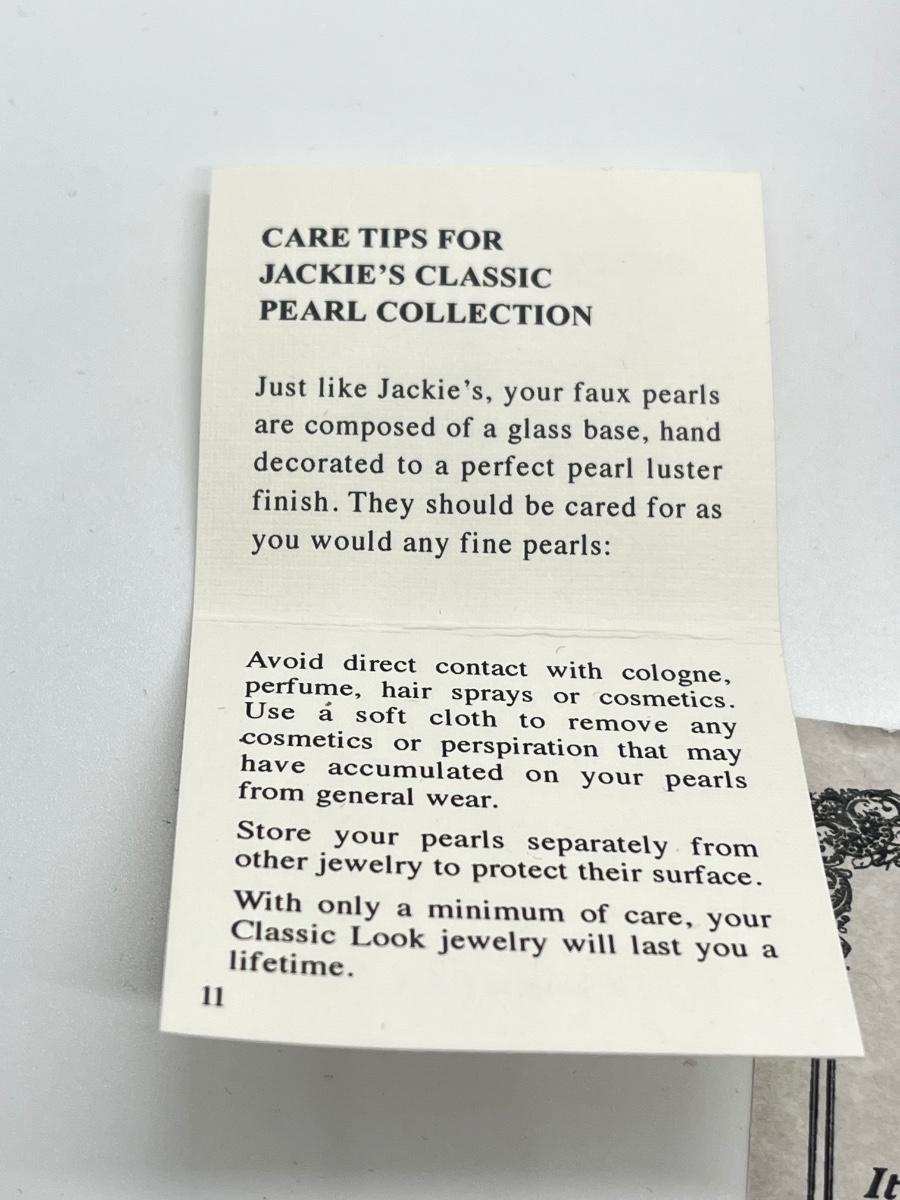 CARE TIPS FOR
JACKIE'S CLASSIC
PEARL COLLECTION
Just like Jackie's, your faux pearls
are composed of a glass base, hand
decorated to a perfect pearl luster
finish. They should be cared for as
you would any fine pearls:
Avoid direct contact with cologne,
perfume, hair sprays or cosmetics.
Use a soft cloth to remove any
cosmetics or perspiration that may
have accumulated on your pearls
from general wear.
Store your pearls separately from
other jewelry to protect their surface.
With only a minimum of care, your
Classic Look jewelry will last you a
lifetime.
11